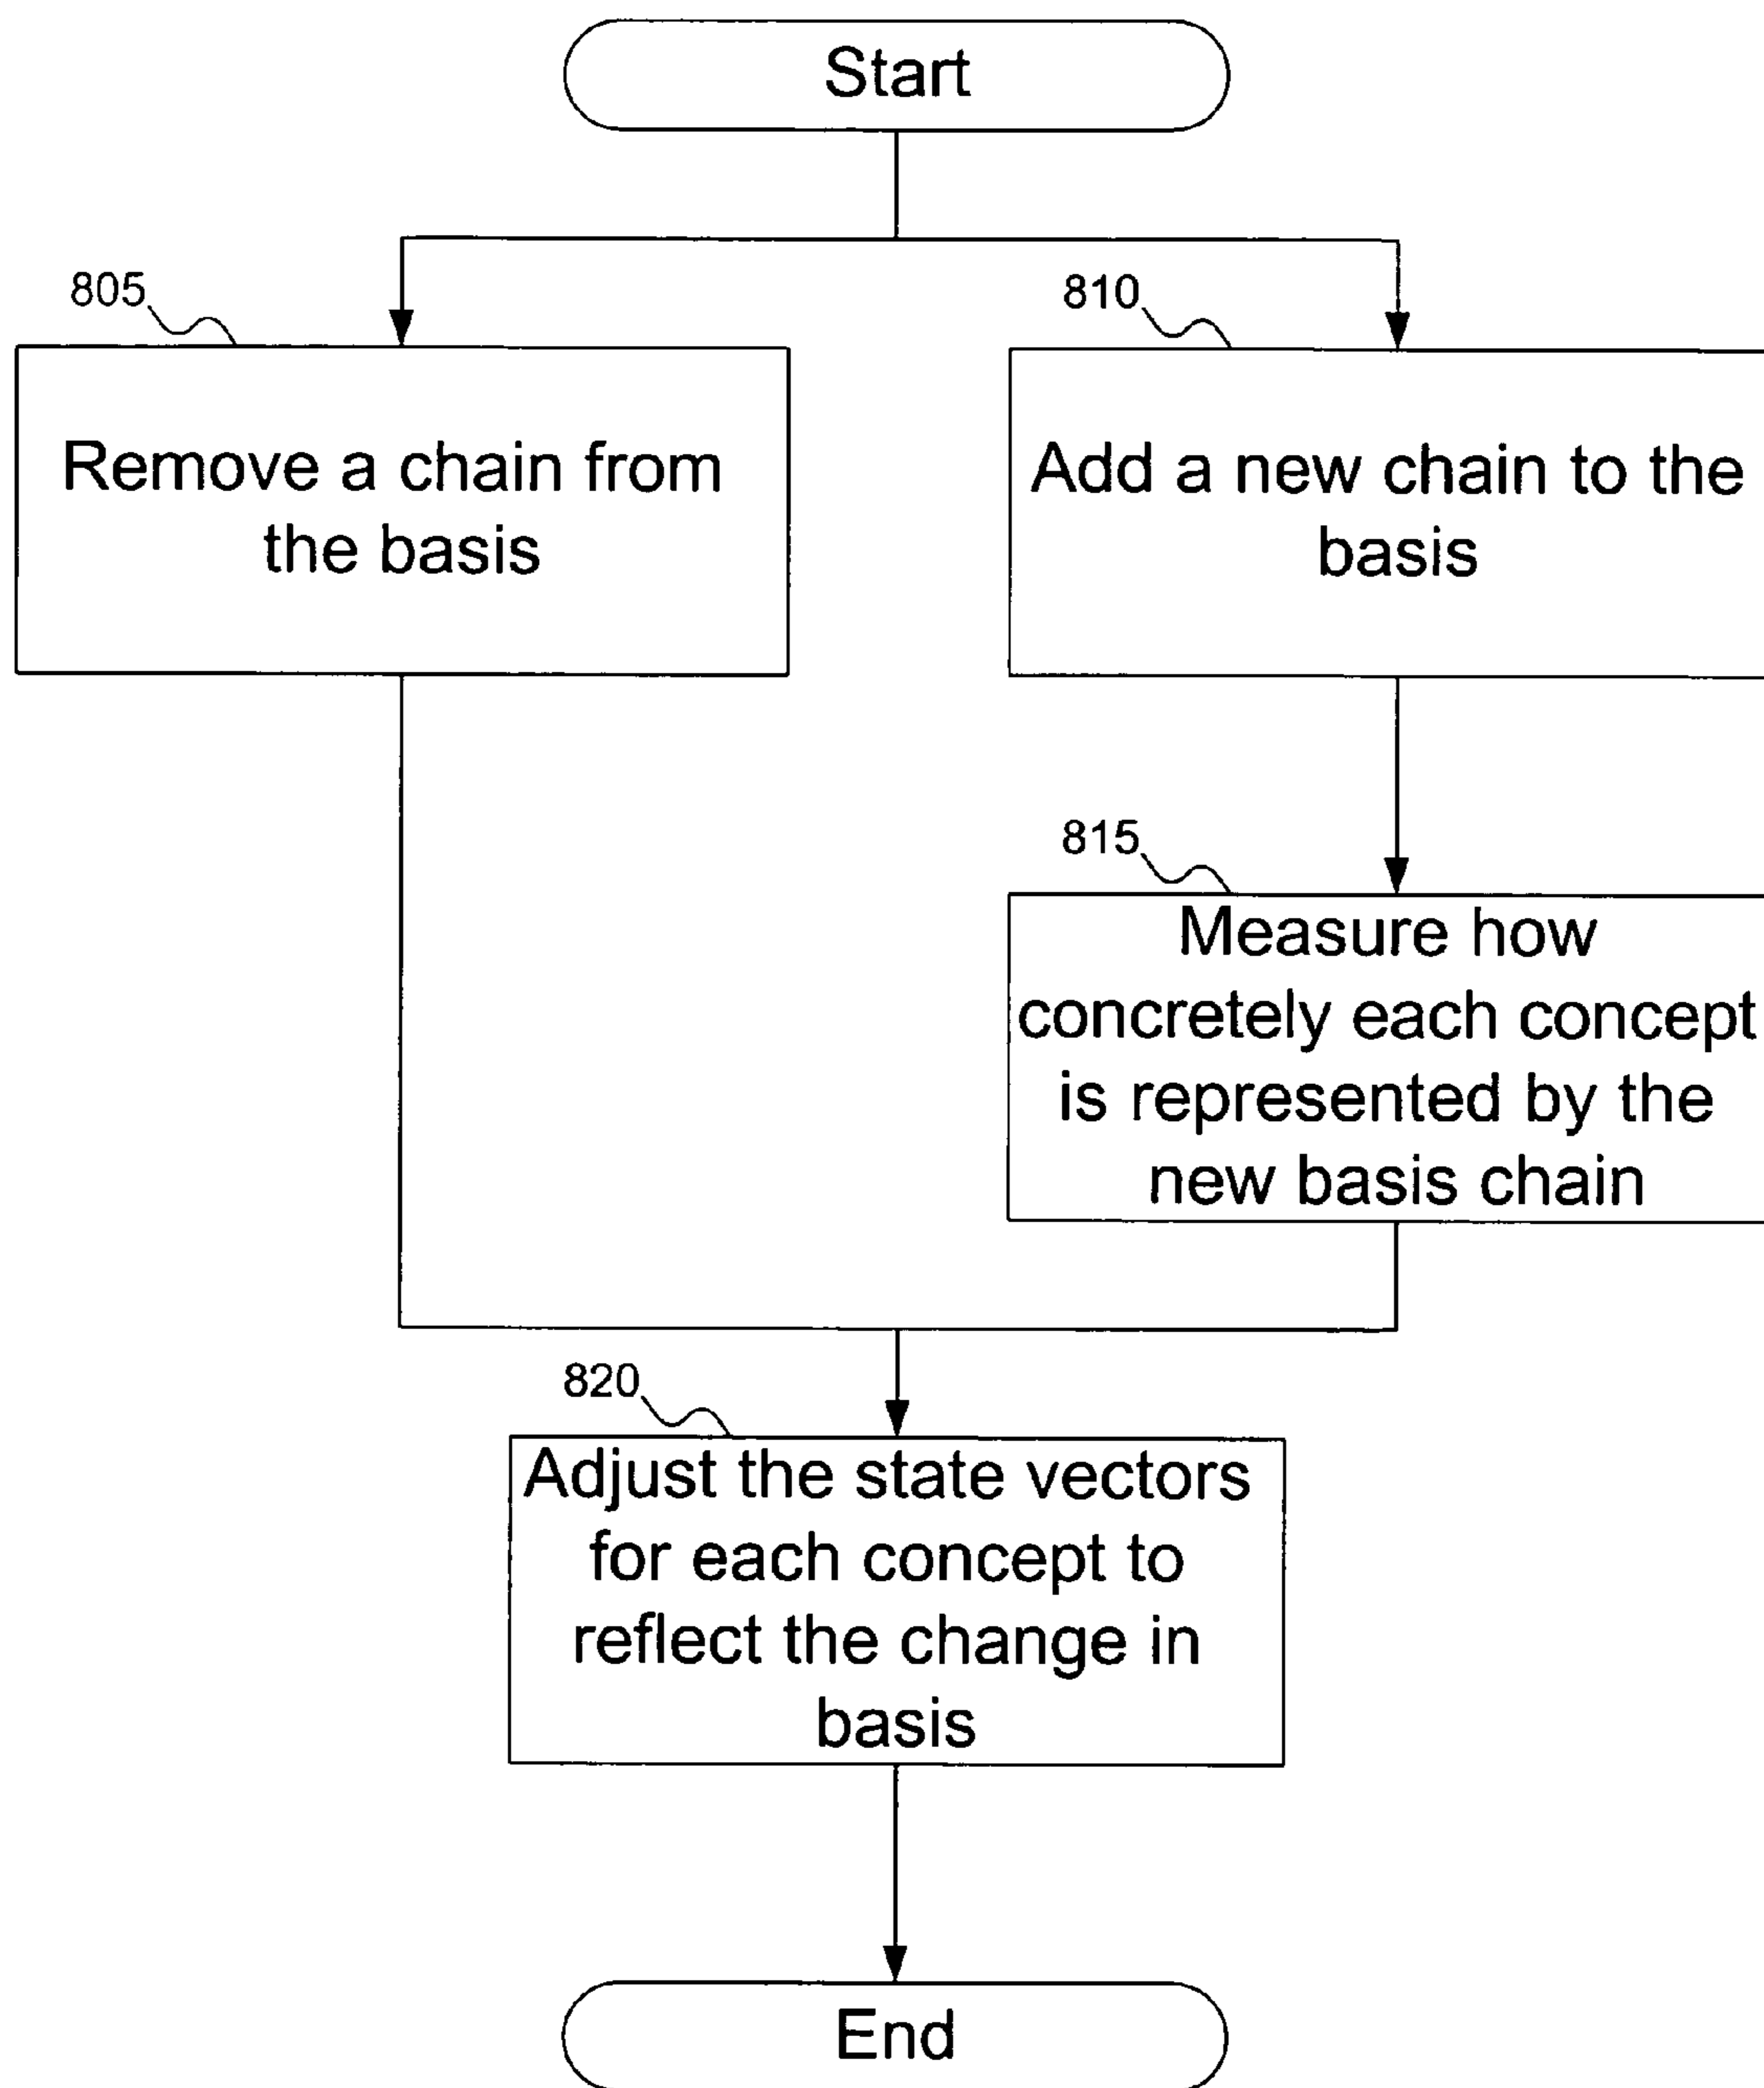 Start
805
Remove a chain from
the basis
810
Add a new chain to the
basis
815
Measure how
concretely each concept
is represented by the
new basis chain
820
Adjust the state vectors
for each concept to
reflect the change in
basis
End